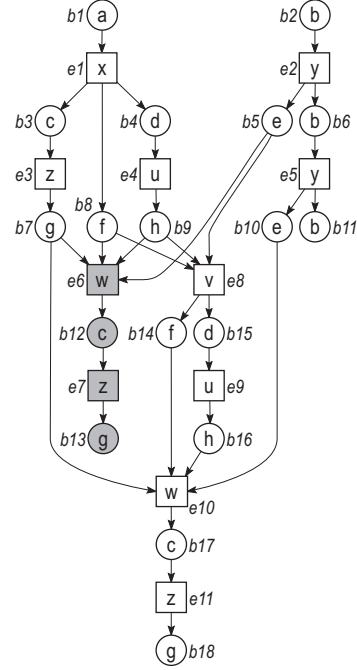 b1 a b2 b
e1 x e2 y
b3 c b4 d b5 e b b6
e3 z e4 u e5 y
b8
b7 g f h b9 b10 e b b11
e6 w v e8
b12 c b14 f d b15
e7 z u e9
b13 g h b16
w
e10
c b17
z e11
g b18